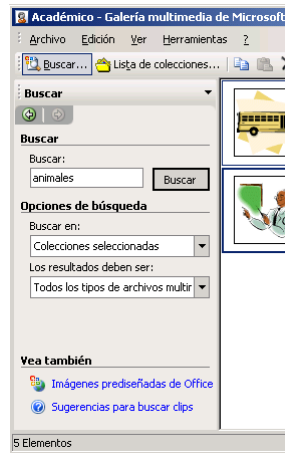 Académico - Galería multimedia de Microsoft
Archivo Edición Ver Herramientas ?
Buscar... Lista de colecciones...
Buscar
Buscar
Buscar:
animales Buscar
Opciones de búsqueda
Buscar en:
Colecciones seleccionadas
Los resultados deben ser:
Todos los tipos de archivos multir
Vea también
Imágenes prediseñadas de Office
Sugerencias para buscar clips
5 Elementos